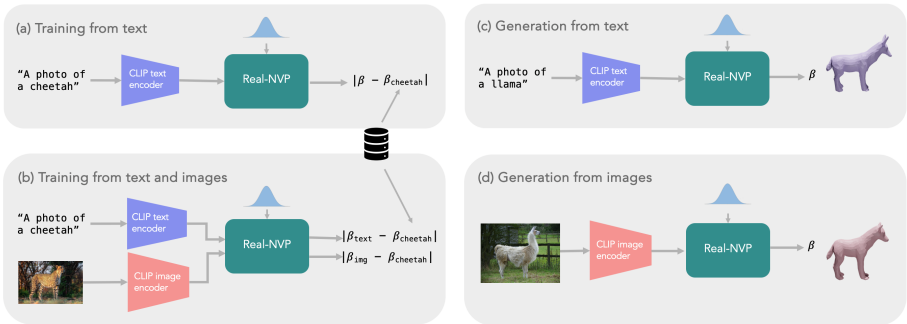 (a) Training from text
“A photo of
a cheetah”
CLIP text
encoder
Real-NVP
|β − βcheetah|
(b) Training from text and images
“A photo of
a cheetah”
CLIP text
encoder
CLIP image
encoder
Real-NVP
|βtext − βcheetah|
|βimg − βcheetah|
(c) Generation from text
“A photo of
a llama”
CLIP text
encoder
Real-NVP
β
(d) Generation from images
CLIP image
encoder
Real-NVP
β